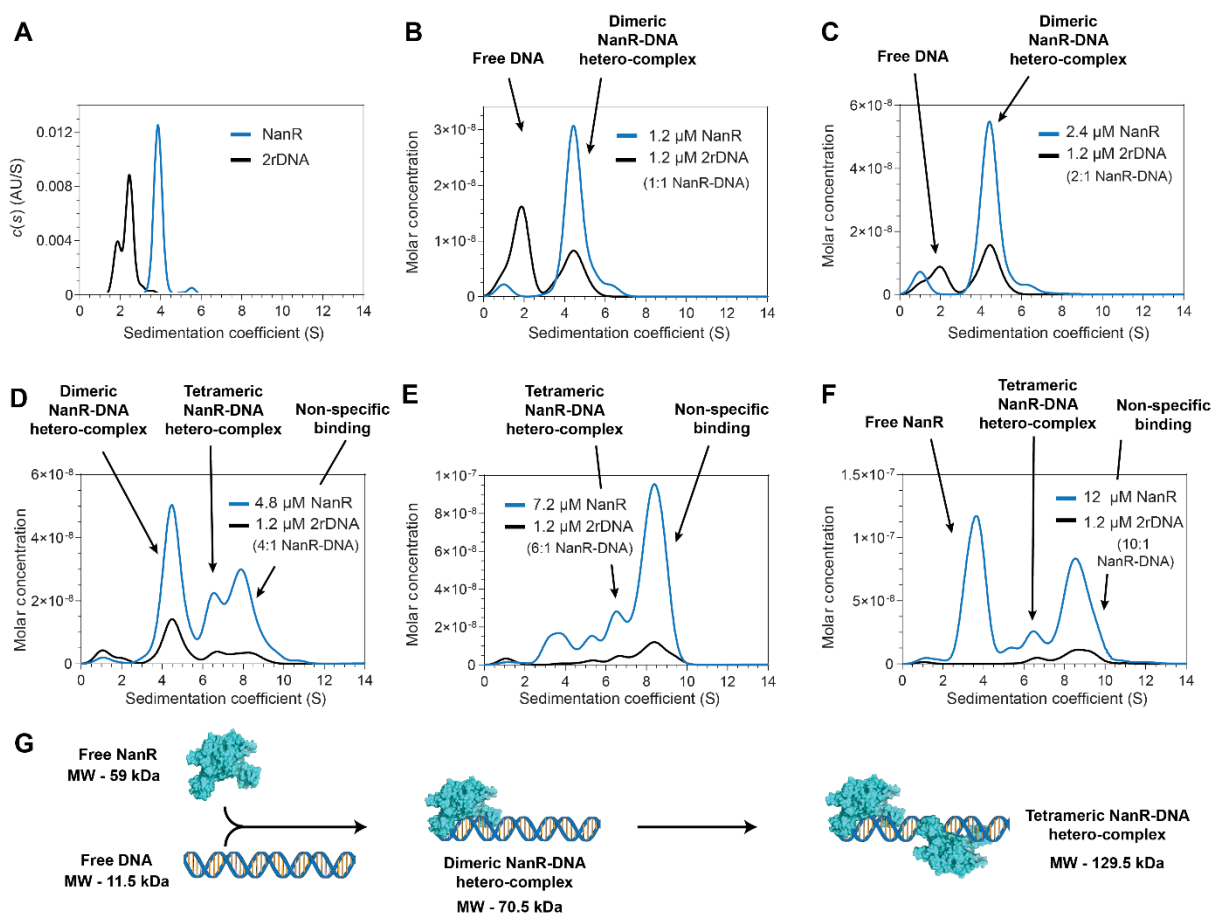 A
c(s) (AU/S)
0.012
0.008
0.004
0
NanR
2rDNA
0 2 4 6 8 10 12 14
Sedimentation coefficient (S)
B
Free DNA
Dimeric
NanR-DNA
hetero-complex
Molar concentration
3×10⁻⁸
2×10⁻⁸
1×10⁻⁸
0
1.2 µM NanR
1.2 µM 2rDNA
(1:1 NanR-DNA)
0 2 4 6 8 10 12 14
Sedimentation coefficient (S)
C
Free DNA
Dimeric
NanR-DNA
hetero-complex
Molar concentration
6×10⁻⁸
4×10⁻⁸
2×10⁻⁸
0
2.4 µM NanR
1.2 µM 2rDNA
(2:1 NanR-DNA)
0 2 4 6 8 10 12 14
Sedimentation coefficient (S)
D
Dimeric
NanR-DNA
hetero-complex
Tetrameric
NanR-DNA
hetero-complex
Non-specific
binding
Molar concentration
6×10⁻⁸
4×10⁻⁸
2×10⁻⁸
0
4.8 µM NanR
1.2 µM 2rDNA
(4:1 NanR-DNA)
0 2 4 6 8 10 12 14
Sedimentation coefficient (S)
E
Tetrameric
NanR-DNA
hetero-complex
Non-specific
binding
Molar concentration
1×10⁻⁷
8×10⁻⁸
6×10⁻⁸
4×10⁻⁸
2×10⁻⁸
0
7.2 µM NanR
1.2 µM 2rDNA
(6:1 NanR-DNA)
0 2 4 6 8 10 12 14
Sedimentation coefficient (S)
F
Free NanR
Tetrameric
NanR-DNA
hetero-complex
Non-specific
binding
Molar concentration
1.5×10⁻⁷
1×10⁻⁷
5×10⁻⁸
0
12 µM NanR
1.2 µM 2rDNA
(10:1
NanR-DNA)
0 2 4 6 8 10 12 14
Sedimentation coefficient (S)
G
Free NanR
MW - 59 kDa
Free DNA
MW - 11.5 kDa
Dimeric NanR-DNA
hetero-complex
MW - 70.5 kDa
Tetrameric NanR-DNA
hetero-complex
MW - 129.5 kDa